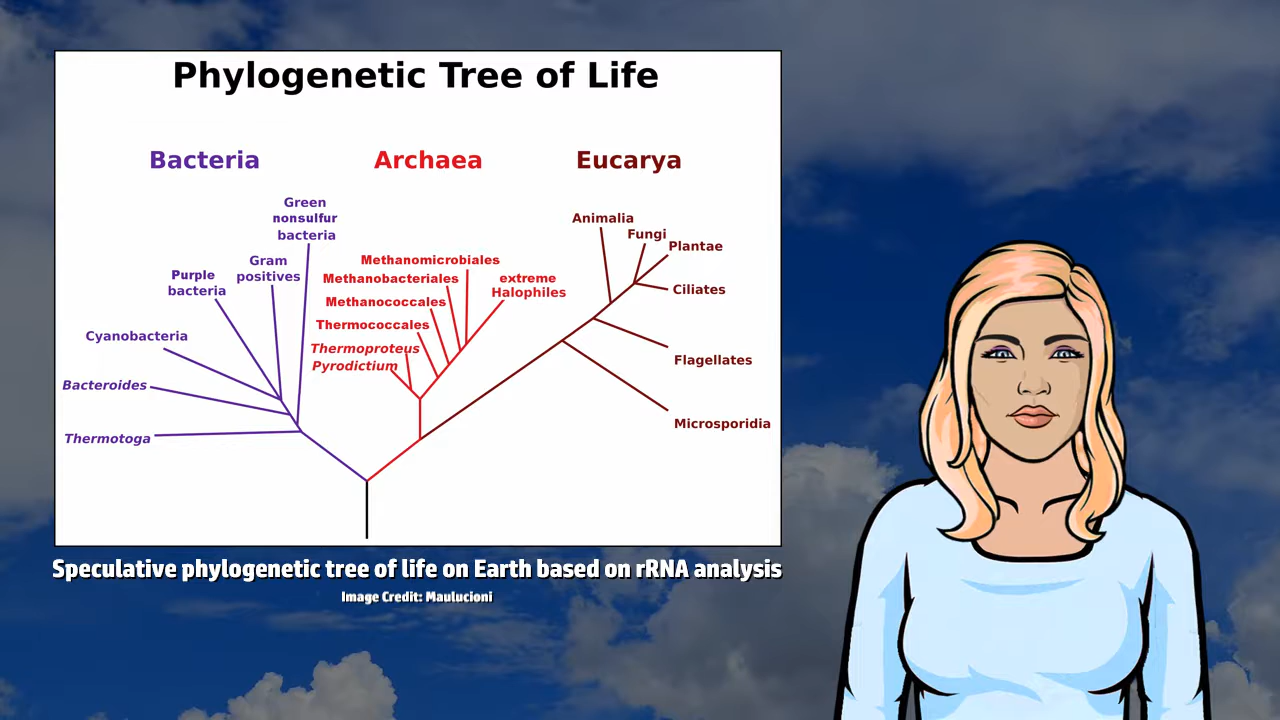 Phylogenetic Tree of Life
Bacteria
Archaea
Eucarya
Green
nonsulfur
bacteria
Gram
positives
Purple
bacteria
Cyanobacteria
Bacteroides
Thermotoga
Methanomicrobiales
Methanobacteriales
Methanococcales
Thermococcales
Thermoproteus
Pyrodictium
extreme
Halophiles
Animalia
Fungi
Plantae
Ciliates
Flagellates
Microsporidia
Speculative phylogenetic tree of life on Earth based on rRNA analysis
Image Credit: Maulucioni